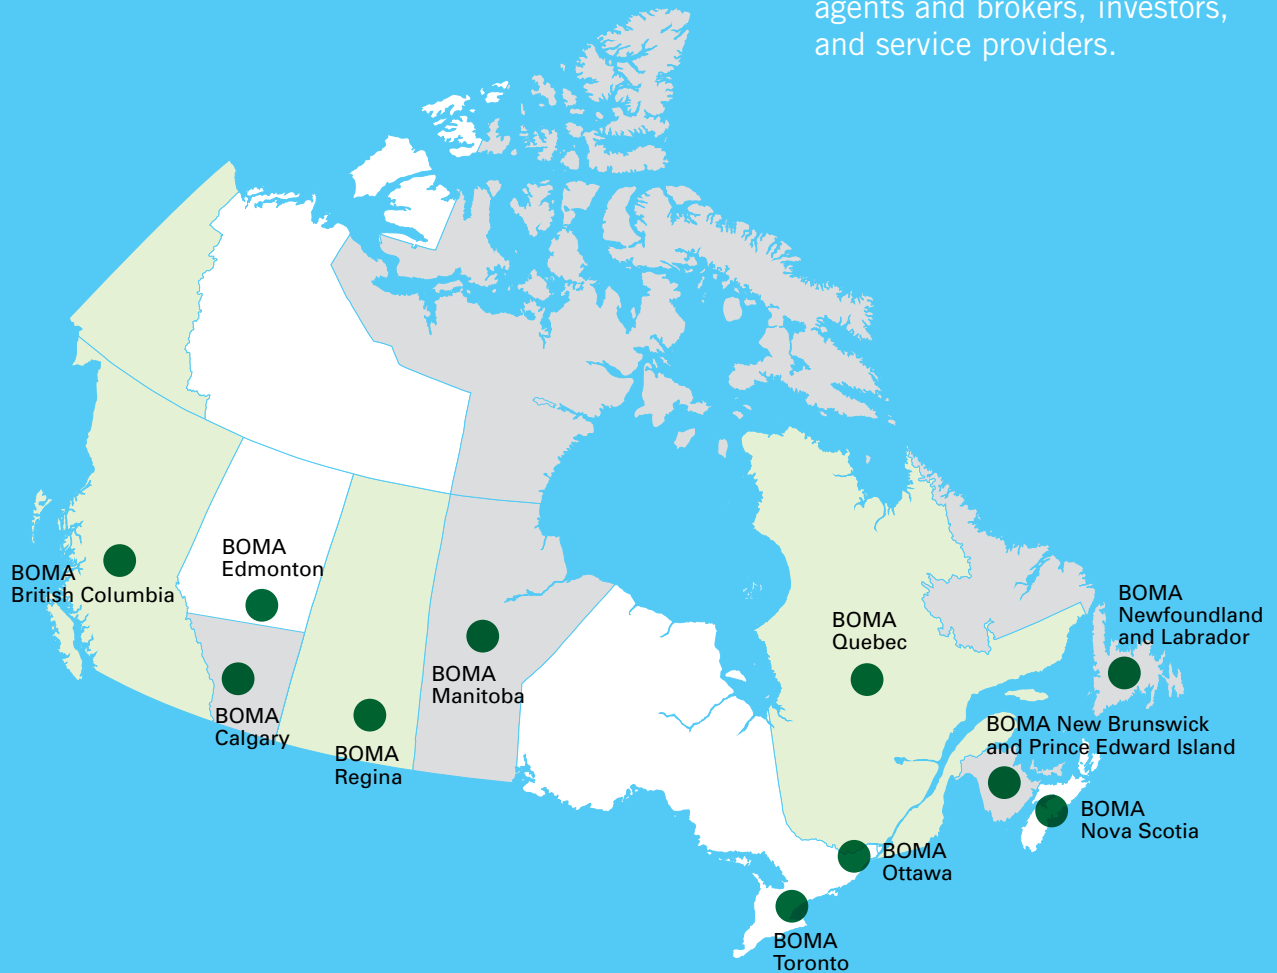 agents and brokers, investors,
and service providers.
BOMA
Edmonton
BOMA
British Columbia
BOMA
Newfoundland
and Labrador
BOMA
Quebec
BOMA
Manitoba
BOMA
Calgary
BOMA New Brunswick
and Prince Edward Island
BOMA
Regina
BOMA
Nova Scotia
BOMA
Ottawa
BOMA
Toronto